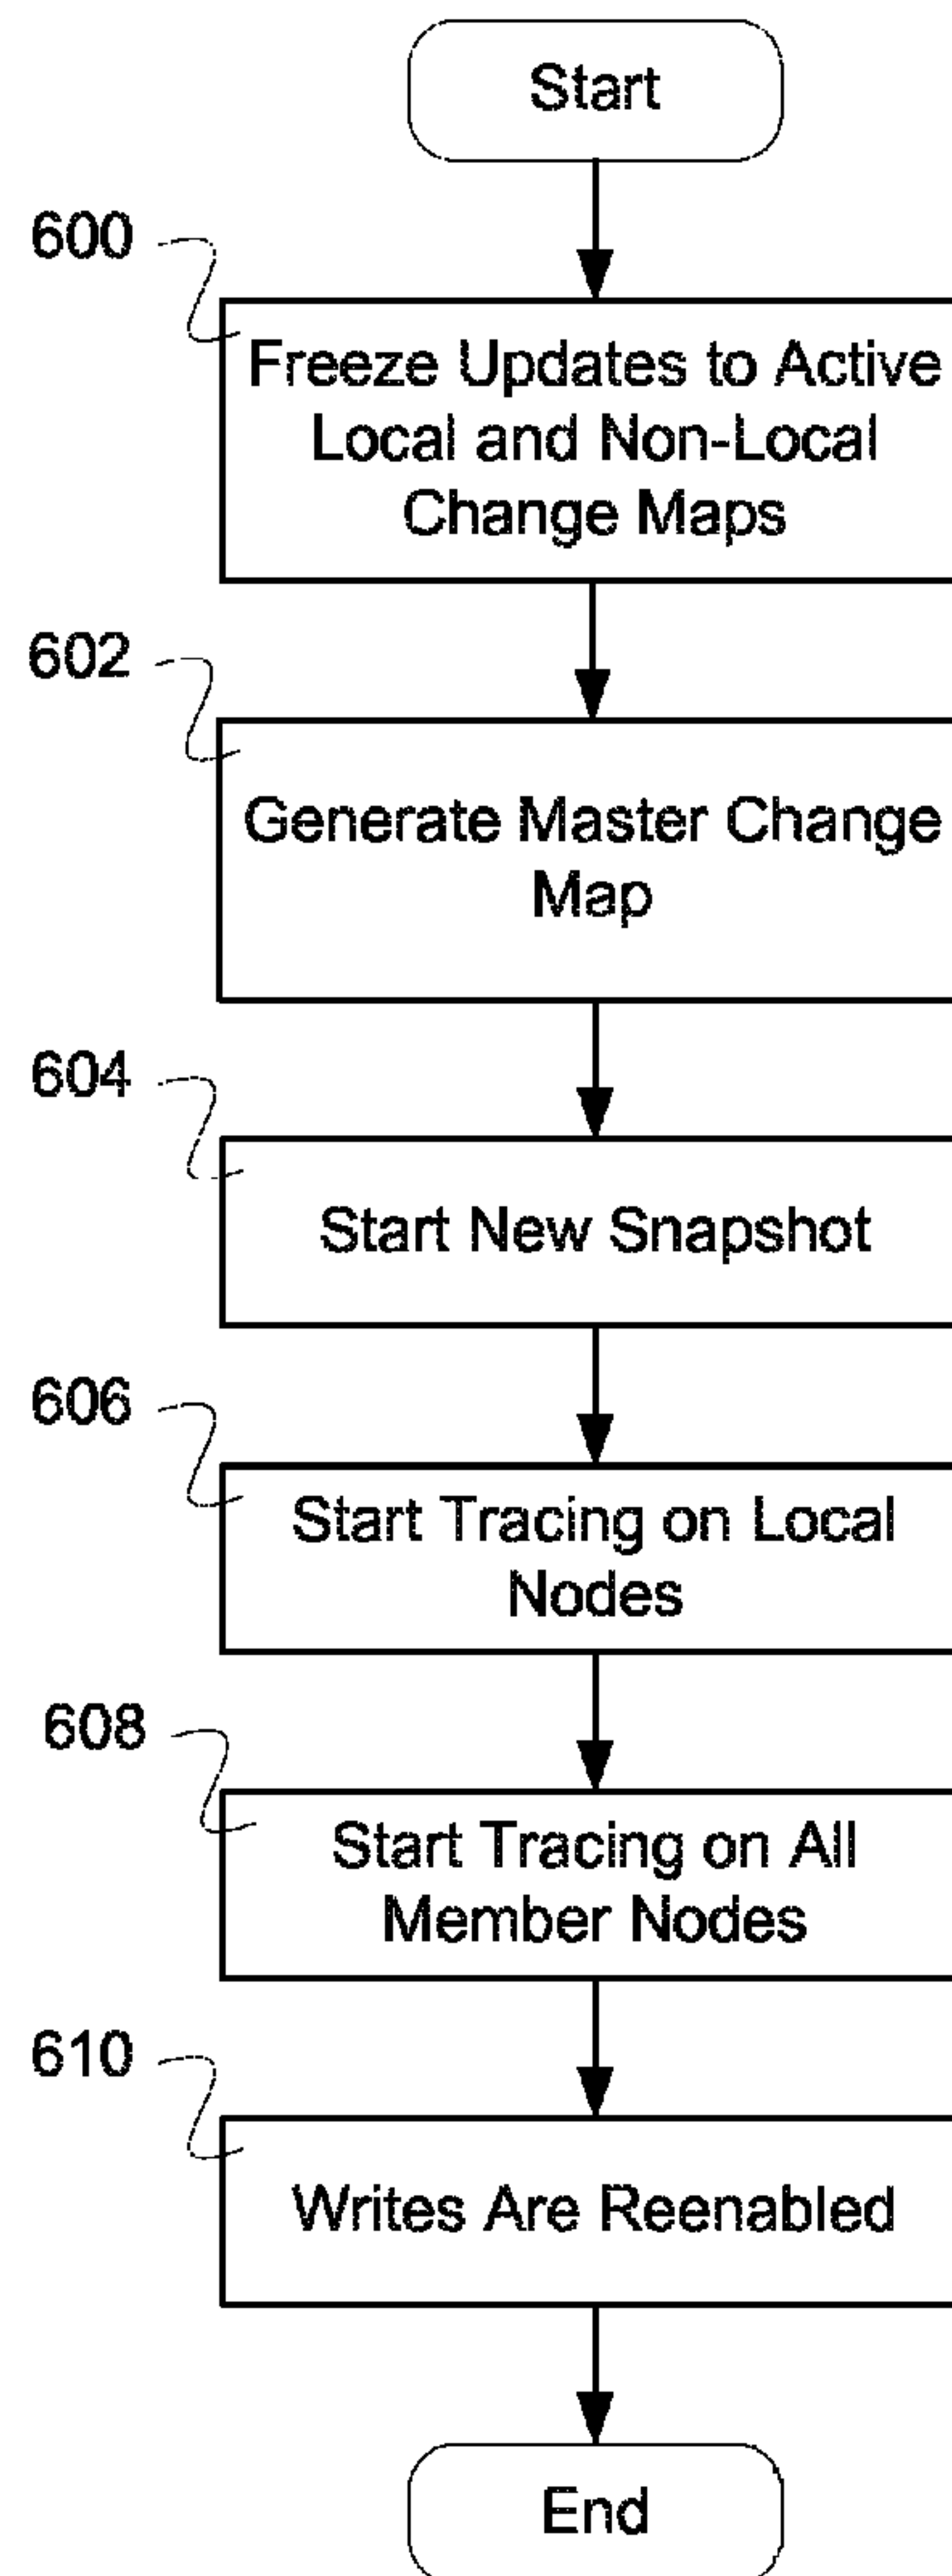 Start
600
Freeze Updates to Active
Local and Non-Local
Change Maps
602
Generate Master Change
Map
604
Start New Snapshot
606
Start Tracing on Local
Nodes
608
Start Tracing on All
Member Nodes
610
Writes Are Reenabled
End